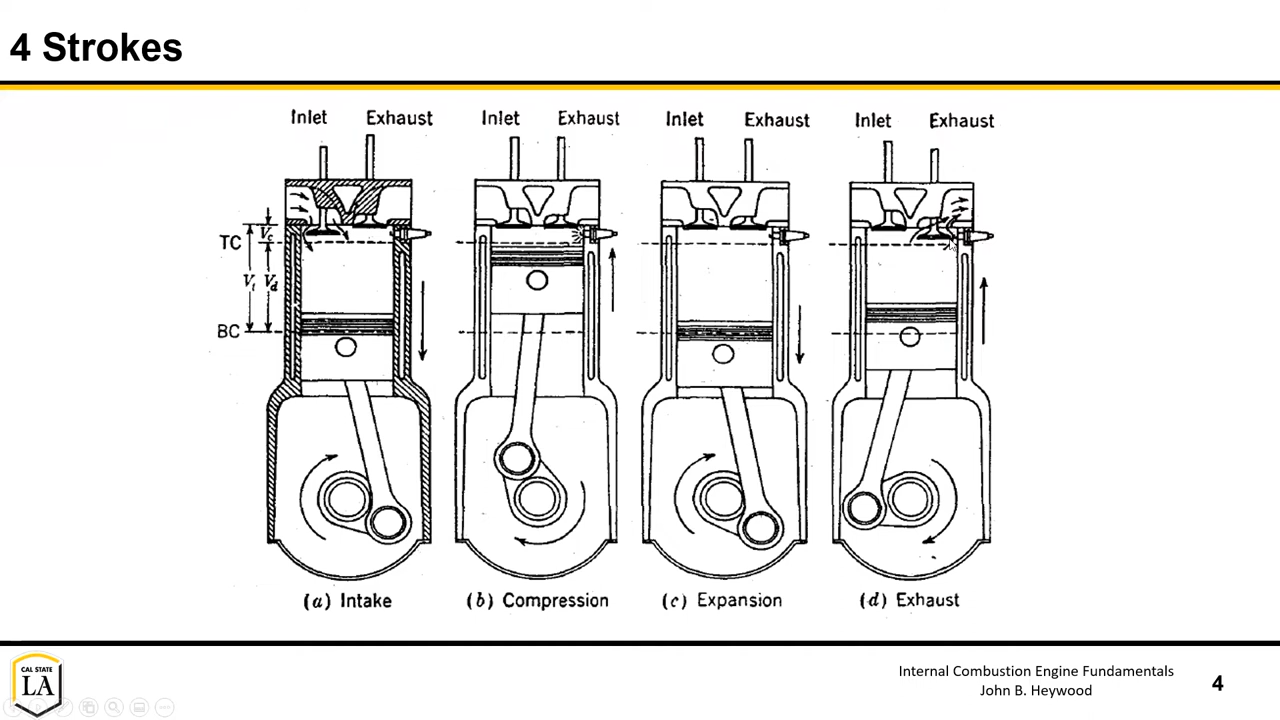 4 Strokes
Inlet Exhaust
Inlet Exhaust
Inlet Exhaust
Inlet Exhaust
Vc
TC
Vt Vd
BC
(a) Intake
(b) Compression
(c) Expansion
(d) Exhaust
CAL STATE
LA
Internal Combustion Engine Fundamentals
John B. Heywood
4